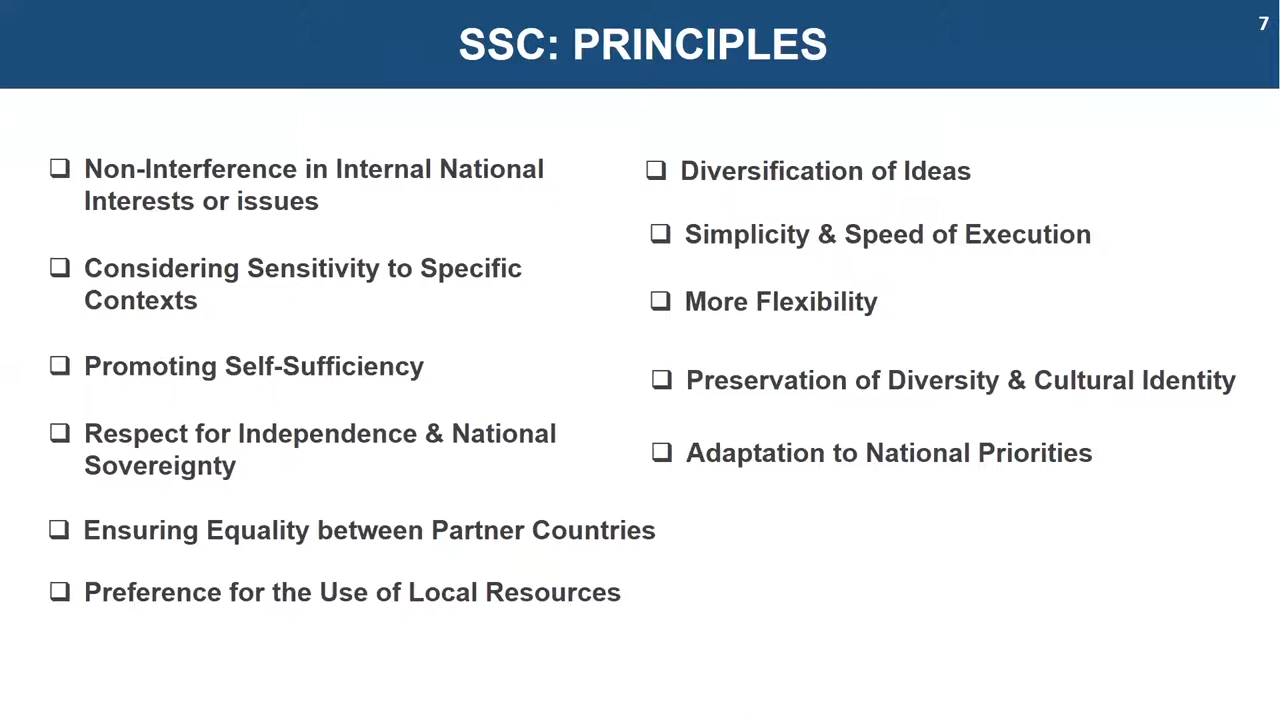 7
SSC: PRINCIPLES
❑ Non-Interference in Internal National
Interests or issues
❑ Considering Sensitivity to Specific
Contexts
❑ Promoting Self-Sufficiency
❑ Respect for Independence & National
Sovereignty
❑ Ensuring Equality between Partner Countries
❑ Preference for the Use of Local Resources
❑ Diversification of Ideas
❑ Simplicity & Speed of Execution
❑ More Flexibility
❑ Preservation of Diversity & Cultural Identity
❑ Adaptation to National Priorities